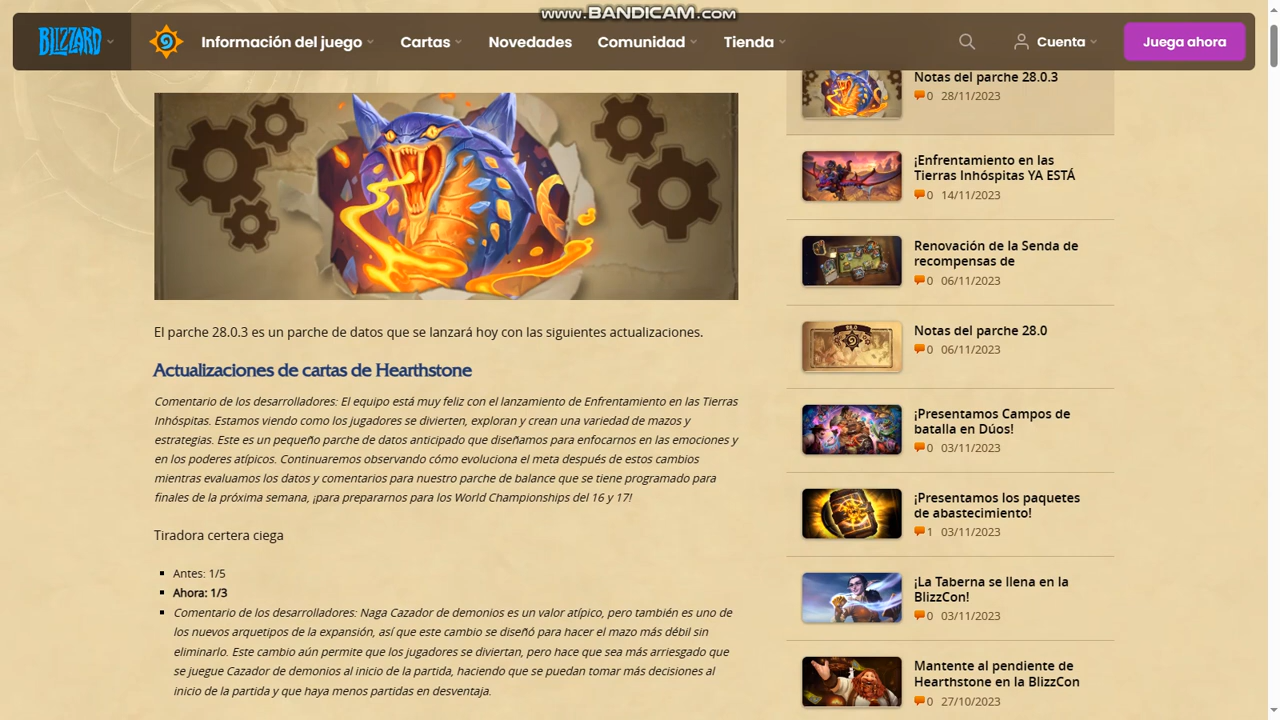 www.BANDICAM.com
BLIZZARD
Información del juego
Cartas
Novedades
Comunidad
Tienda
Cuenta
Juega ahora
El parche 28.0.3 es un parche de datos que se lanzará hoy con las siguientes actualizaciones.
Actualizaciones de cartas de Hearthstone
Comentario de los desarrolladores: El equipo está muy feliz con el lanzamiento de Enfrentamiento en las Tierras
Inhóspitas. Estamos viendo como los jugadores se divierten, exploran y crean una variedad de mazos y
estrategias. Este es un pequeño parche de datos anticipado que diseñamos para enfocarnos en las emociones y
en los poderes atípicos. Continuaremos observando cómo evoluciona el meta después de estos cambios
mientras evaluamos los datos y comentarios para nuestro parche de balance que se tiene programado para
finales de la próxima semana, ¡para prepararnos para los World Championships del 16 y 17!
Tiradora certera ciega
Antes: 1/5
Ahora: 1/3
Comentario de los desarrolladores: Naga Cazador de demonios es un valor atípico, pero también es uno de
los nuevos arquetipos de la expansión, así que este cambio se diseñó para hacer el mazo más débil sin
eliminarlo. Este cambio aún permite que los jugadores se diviertan, pero hace que sea más arriesgado que
se juegue Cazador de demonios al inicio de la partida, haciendo que se puedan tomar más decisiones al
inicio de la partida y que haya menos partidas en desventaja.
Notas del parche 28.0.3
0 28/11/2023
¡Enfrentamiento en las
Tierras Inhóspitas YA ESTÁ
0 14/11/2023
Renovación de la Senda de
recompensas de
0 06/11/2023
28.0
Notas del parche 28.0
0 06/11/2023
¡Presentamos Campos de
batalla en Dúos!
0 03/11/2023
¡Presentamos los paquetes
de abastecimiento!
1 03/11/2023
¡La Taberna se llena en la
BlizzCon!
0 03/11/2023
Mantente al pendiente de
Hearthstone en la BlizzCon
0 27/10/2023